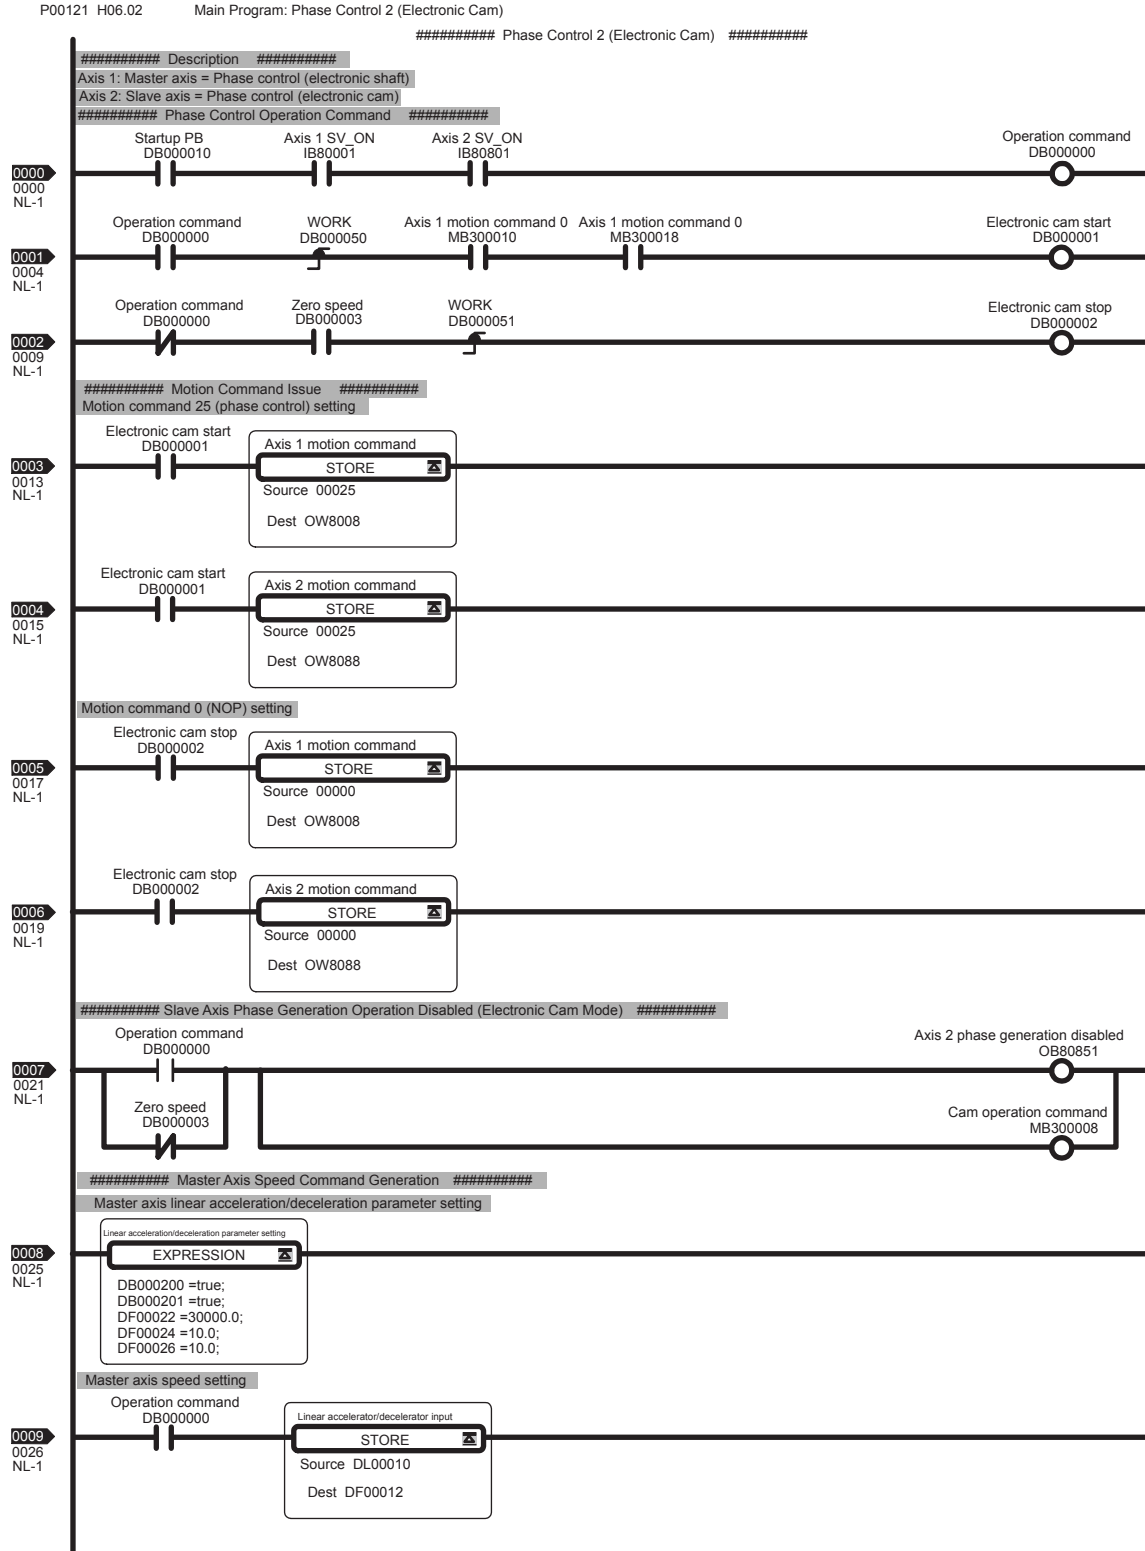 P00121 H06.02 Main Program: Phase Control 2 (Electronic Cam)
########## Phase Control 2 (Electronic Cam) ##########
########## Description ##########
Axis 1: Master axis = Phase control (electronic shaft)
Axis 2: Slave axis = Phase control (electronic cam)
########## Phase Control Operation Command ##########
Startup PB Axis 1 SV_ON Axis 2 SV_ON Operation command
DB000010 IB80001 IB80801 DB000000
0000
0000
NL-1
Operation command WORK Axis 1 motion command 0 Axis 1 motion command 0 Electronic cam start
DB000000 DB000050 MB300010 MB300018 DB000001
0001
0004
NL-1
Operation command Zero speed WORK Electronic cam stop
DB000000 DB000003 DB000051 DB000002
0002
0009
NL-1
########## Motion Command Issue ##########
Motion command 25 (phase control) setting
Electronic cam start
DB000001 Axis 1 motion command
0003 STORE
0013
NL-1
Source 00025
Dest OW8008
Electronic cam start
DB000001 Axis 2 motion command
0004 STORE
0015
NL-1
Source 00025
Dest OW8088
Motion command 0 (NOP) setting
Electronic cam stop
DB000002 Axis 1 motion command
0005 STORE
0017
NL-1
Source 00000
Dest OW8008
Electronic cam stop
DB000002 Axis 2 motion command
0006 STORE
0019
NL-1
Source 00000
Dest OW8088
########## Slave Axis Phase Generation Operation Disabled (Electronic Cam Mode) ##########
Operation command Axis 2 phase generation disabled
DB000000 OB80851
0007
0021
NL-1
Zero speed Cam operation command
DB000003 MB300008
########## Master Axis Speed Command Generation ##########
Master axis linear acceleration/deceleration parameter setting
Linear acceleration/deceleration parameter setting
0008 EXPRESSION
0025
NL-1
DB000200 =true;
DB000201 =true;
DF00022 =30000.0;
DF00024 =10.0;
DF00026 =10.0;
Master axis speed setting
Operation command
DB000000 Linear accelerator/decelerator input
0009 STORE
0026
NL-1
Source DL00010
Dest DF00012